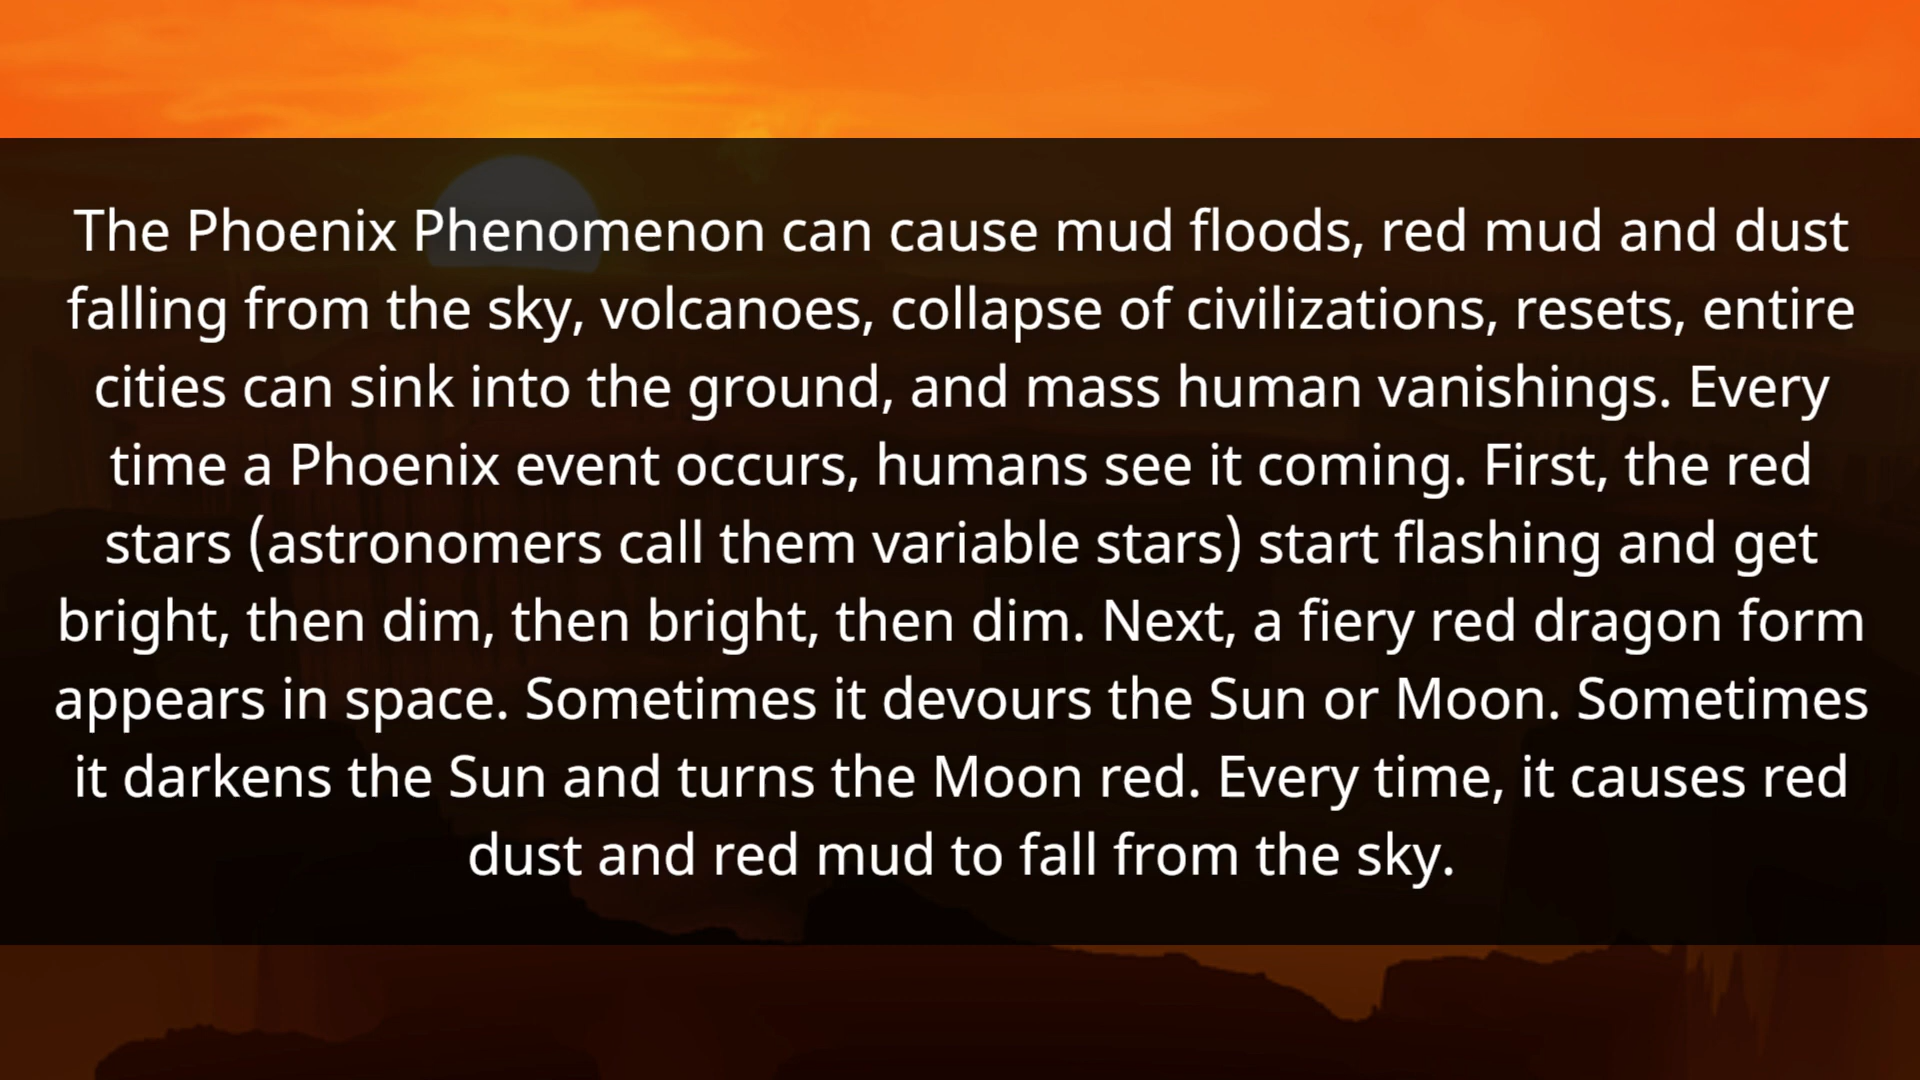 The Phoenix Phenomenon can cause mud floods, red mud and dust
falling from the sky, volcanoes, collapse of civilizations, resets, entire
cities can sink into the ground, and mass human vanishings. Every
time a Phoenix event occurs, humans see it coming. First, the red
stars (astronomers call them variable stars) start flashing and get
bright, then dim, then bright, then dim. Next, a fiery red dragon form
appears in space. Sometimes it devours the Sun or Moon. Sometimes
it darkens the Sun and turns the Moon red. Every time, it causes red
dust and red mud to fall from the sky.